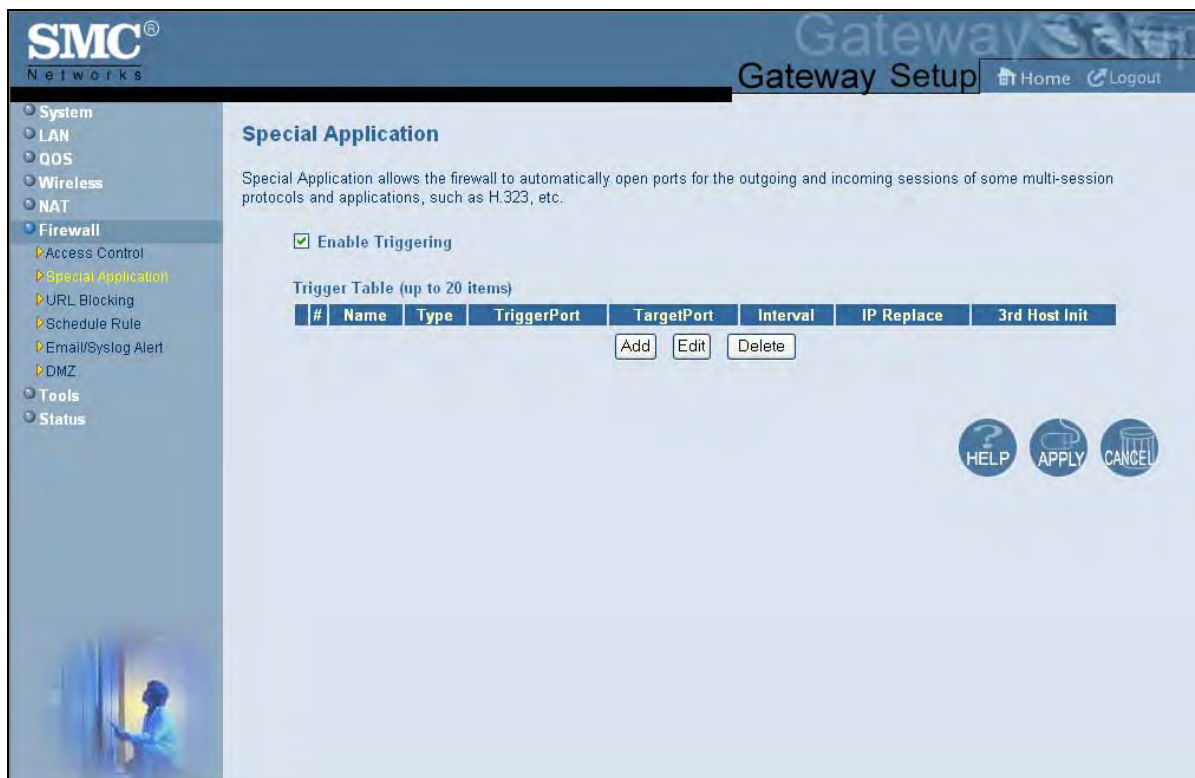 SMC®
Networks
Gateway Setup
Gateway Setup
Home
Logout
System
LAN
QOS
Wireless
NAT
Firewall
Access Control
Special Application
URL Blocking
Schedule Rule
Email/Syslog Alert
DMZ
Tools
Status
Special Application
Special Application allows the firewall to automatically open ports for the outgoing and incoming sessions of some multi-session
protocols and applications, such as H.323, etc.
Enable Triggering
Trigger Table (up to 20 items)
# Name Type TriggerPort TargetPort Interval IP Replace 3rd Host Init
Add Edit Delete
HELP APPLY CANCEL